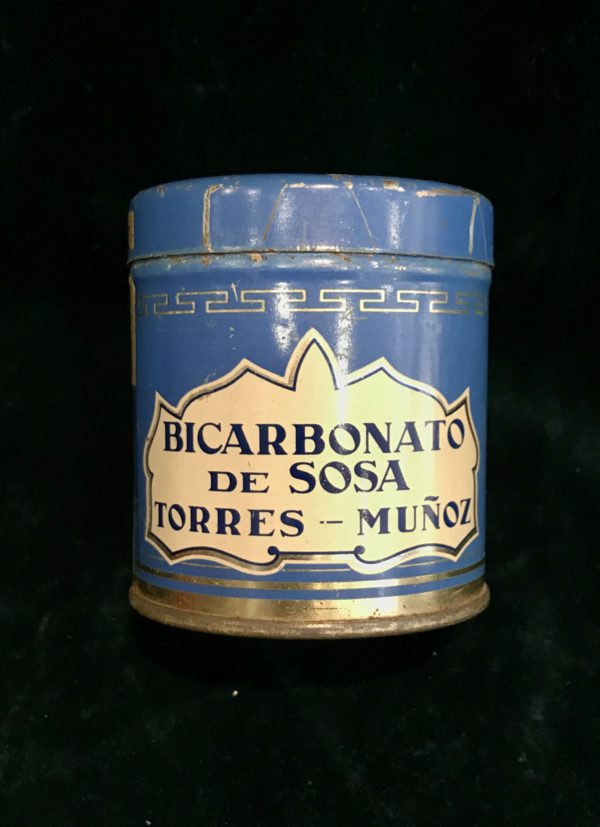 BICARBONATO
DE SOSA
TORRES - MUÑOZ